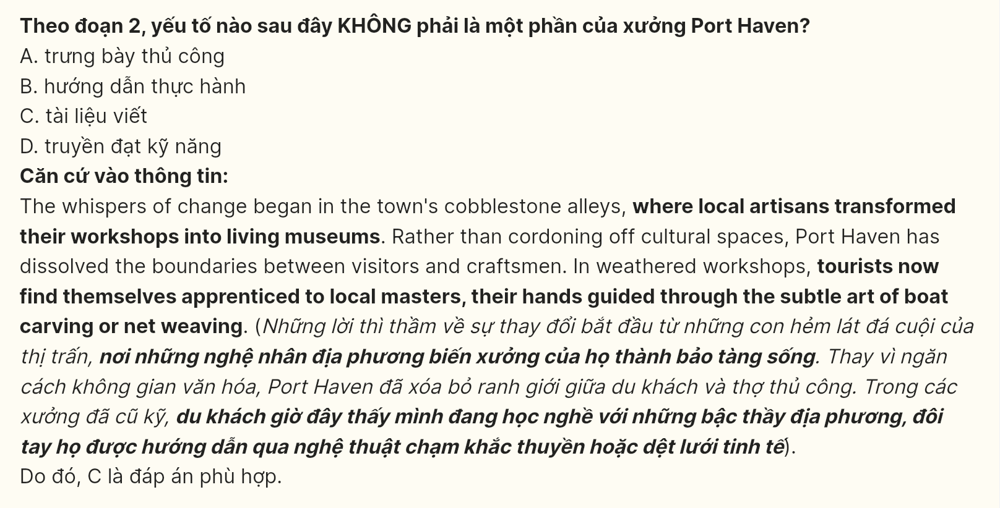 Theo đoạn 2, yếu tố nào sau đây KHÔNG phải là một phần của xưởng Port Haven?
A. trưng bày thủ công
B. hướng dẫn thực hành
C. tài liệu viết
D. truyền đạt kỹ năng
Căn cứ vào thông tin:
The whispers of change began in the town's cobblestone alleys, where local artisans transformed
their workshops into living museums. Rather than cordoning off cultural spaces, Port Haven has
dissolved the boundaries between visitors and craftsmen. In weathered workshops, tourists now
find themselves apprenticed to local masters, their hands guided through the subtle art of boat
carving or net weaving. (Những lời thì thầm về sự thay đổi bắt đầu từ những con hẻm lát đá cuội của
thị trấn, nơi những nghệ nhân địa phương biến xưởng của họ thành bảo tàng sống. Thay vì ngăn
cách không gian văn hóa, Port Haven đã xóa bỏ ranh giới giữa du khách và thợ thủ công. Trong các
xưởng đã cũ kỹ, du khách giờ đây thấy mình đang học nghề với những bậc thầy địa phương, đôi
tay họ được hướng dẫn qua nghệ thuật chạm khắc thuyền hoặc dệt lưới tinh tế).
Do đó, C là đáp án phù hợp.